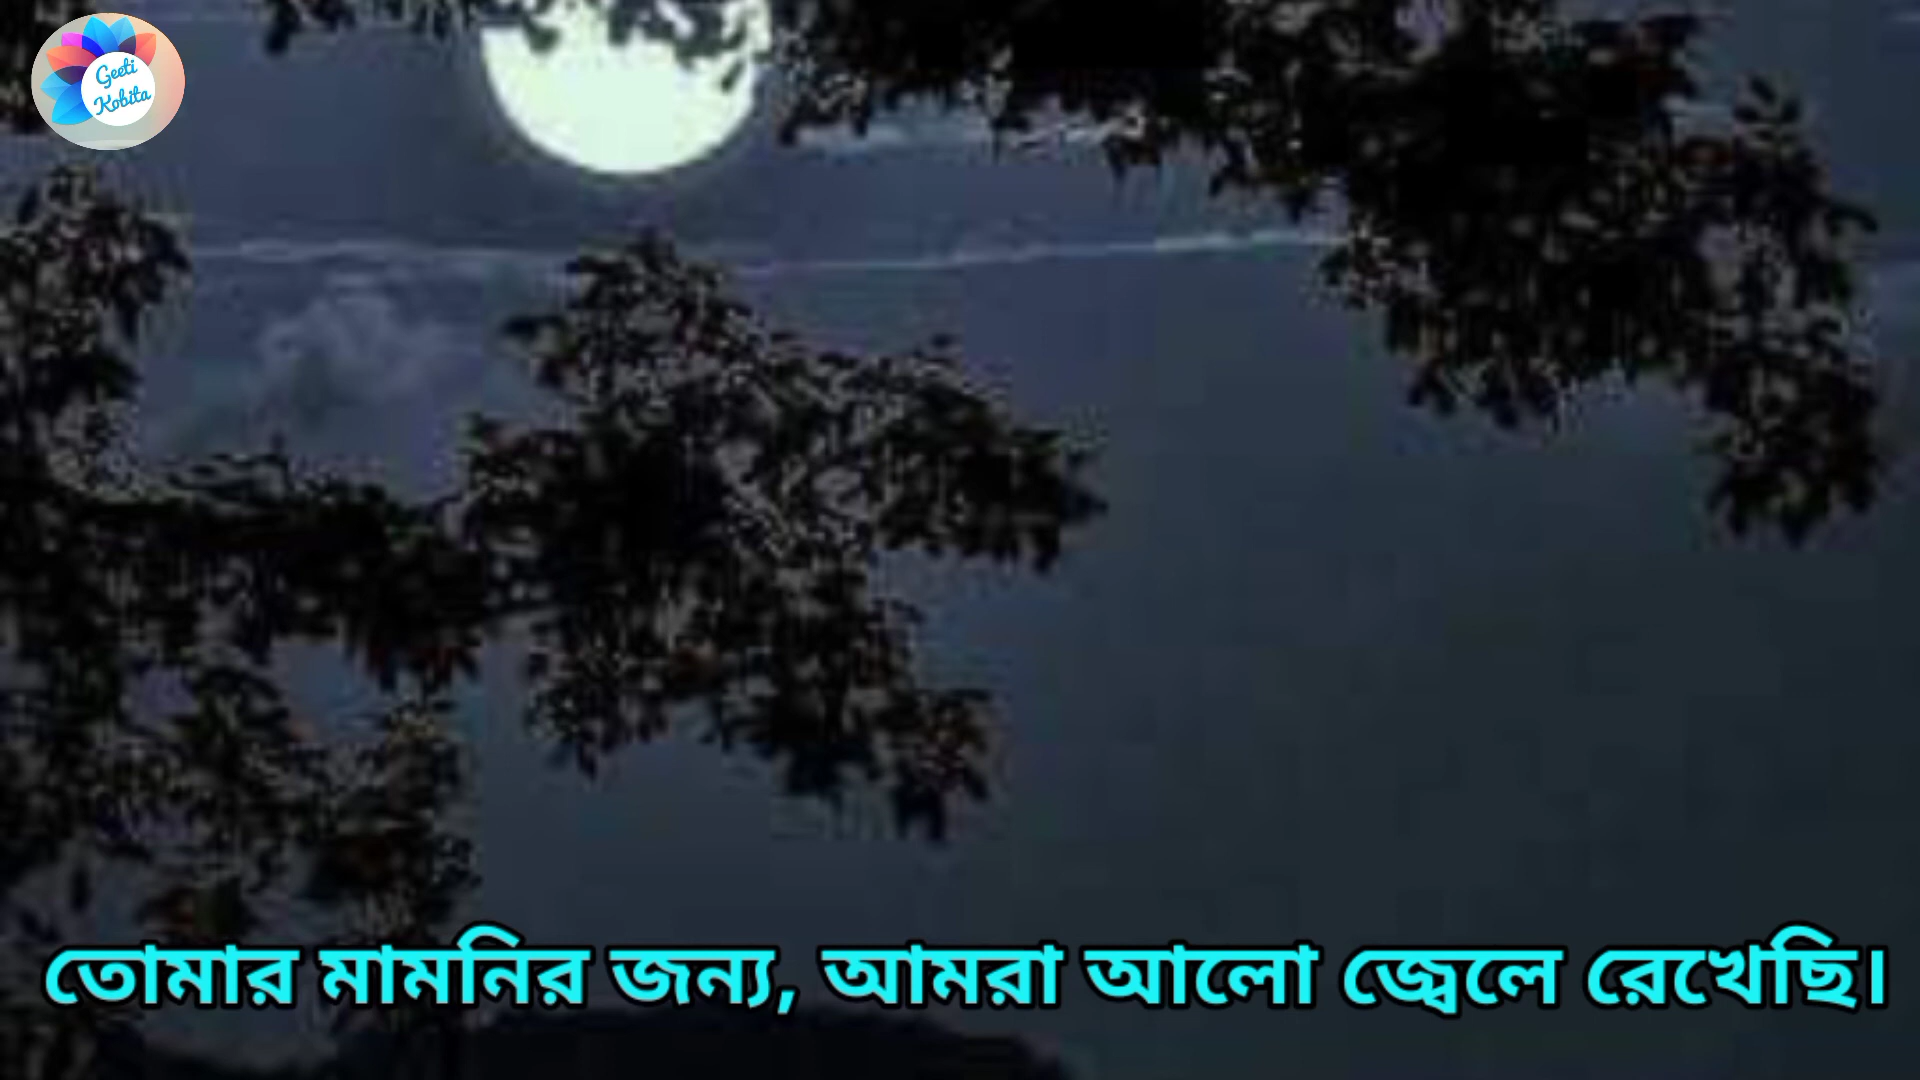 Geeti
Kobita
তোমার মামনির জন্য, আমরা আলো জ্বেলে রেখেছি।